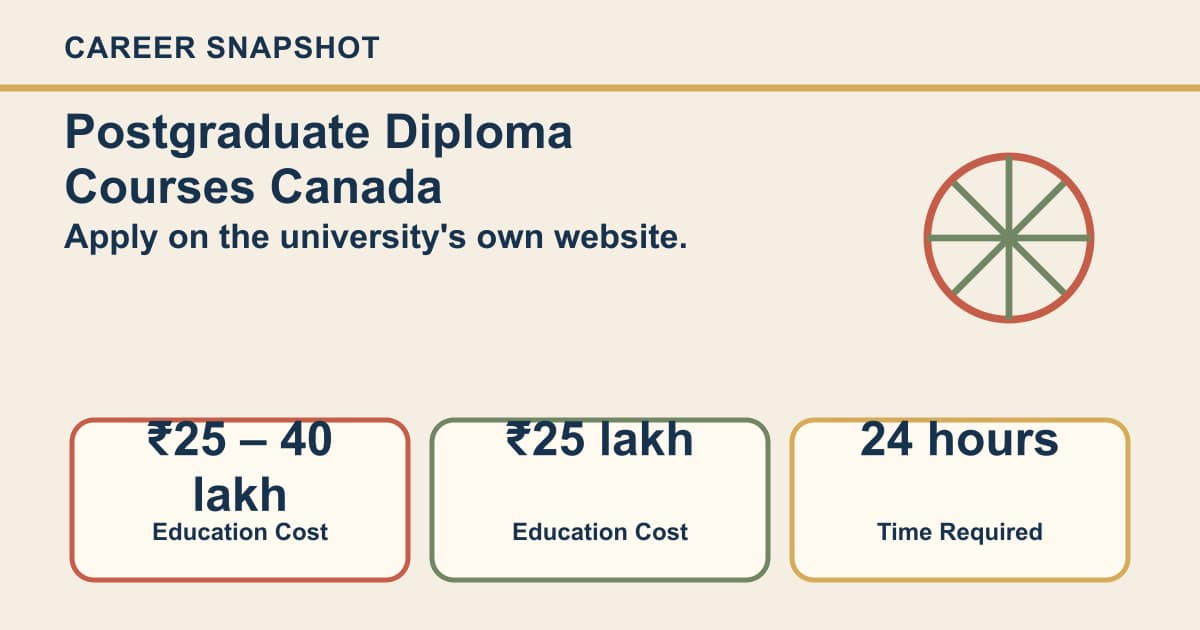 CAREER SNAPSHOT
Postgraduate Diploma
Courses Canada
Apply on the university's own website.
₹25 – 40
lakh
Education Cost
₹25 lakh
Education Cost
24 hours
Time Required